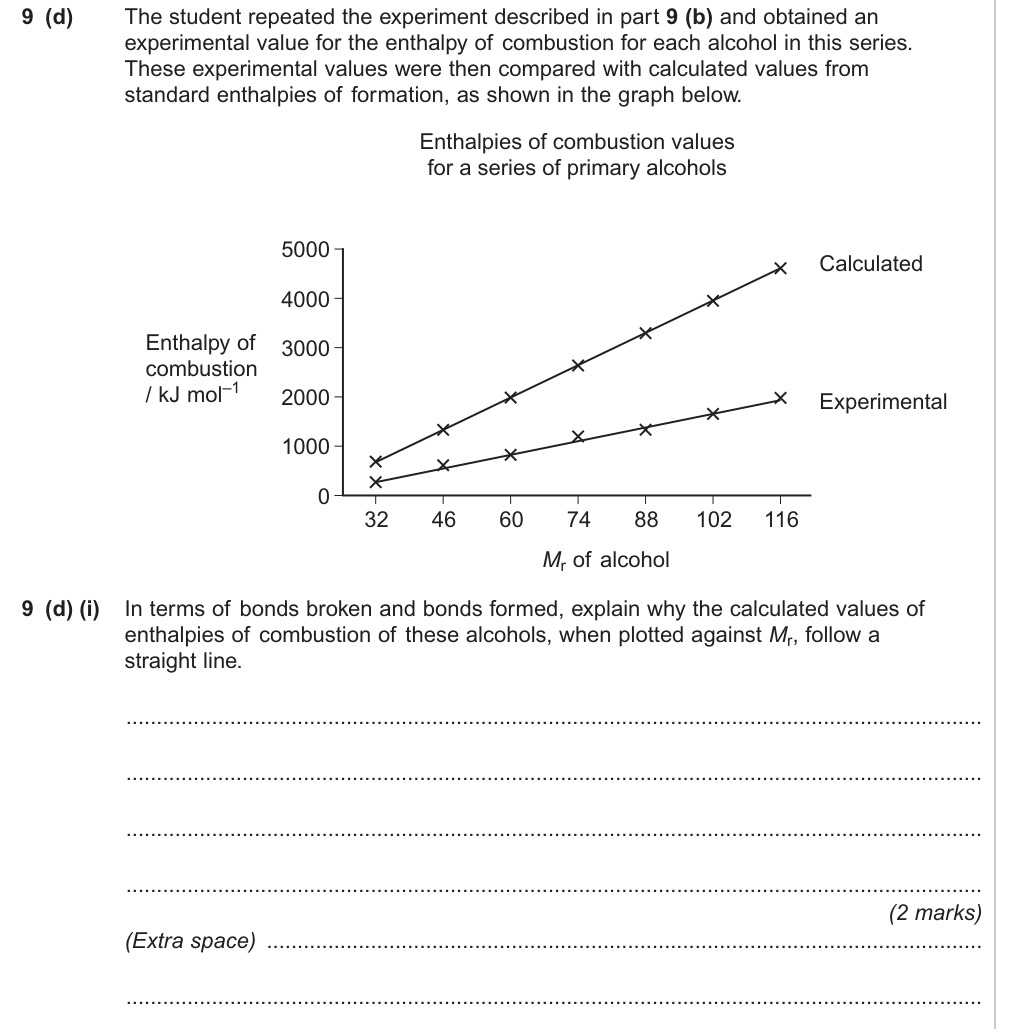 9 (d) The student repeated the experiment described in part 9 (b) and obtained an
experimental value for the enthalpy of combustion for each alcohol in this series.
These experimental values were then compared with calculated values from
standard enthalpies of formation, as shown in the graph below.
Enthalpies of combustion values
for a series of primary alcohols
5000
4000
3000
2000
1000
0
Enthalpy of
combustion
/ kJ mol⁻¹
Calculated
Experimental
32 46 60 74 88 102 116
Mr of alcohol
9 (d) (i) In terms of bonds broken and bonds formed, explain why the calculated values of
enthalpies of combustion of these alcohols, when plotted against Mr, follow a
straight line.
(2 marks)
(Extra space)